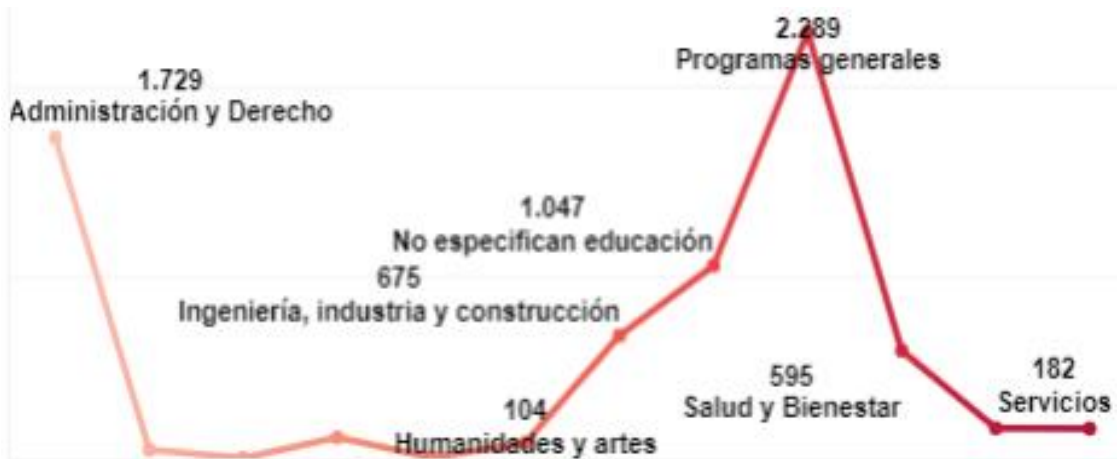 2.289
Programas generales
1.729
Administración y Derecho
1.047
No especifican educación
675
Ingeniería, industria y construcción
595
Salud y Bienestar
182
Servicios
104
Humanidades y artes